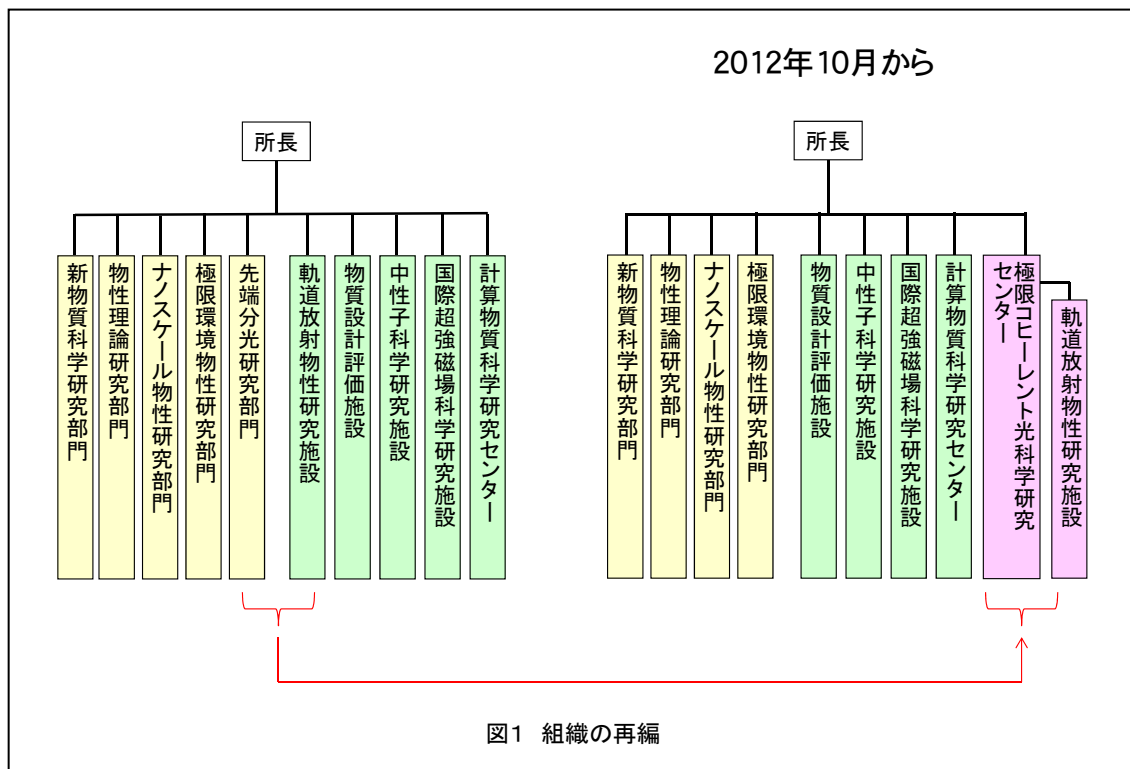 2012年10月から
所長
新物質科学研究部門
物性理論研究部門
ナノスケール物性研究部門
極限環境物性研究部門
先端分光研究部門
軌道放射物性研究施設
物質設計評価施設
中性子科学研究施設
国際超強磁場科学研究施設
計算物質科学研究センター
所長
新物質科学研究部門
物性理論研究部門
ナノスケール物性研究部門
極限環境物性研究部門
物質設計評価施設
中性子科学研究施設
国際超強磁場科学研究施設
計算物質科学研究センター
極限コヒーレント光科学研究
センター
軌道放射物性研究施設
図1 組織の再編